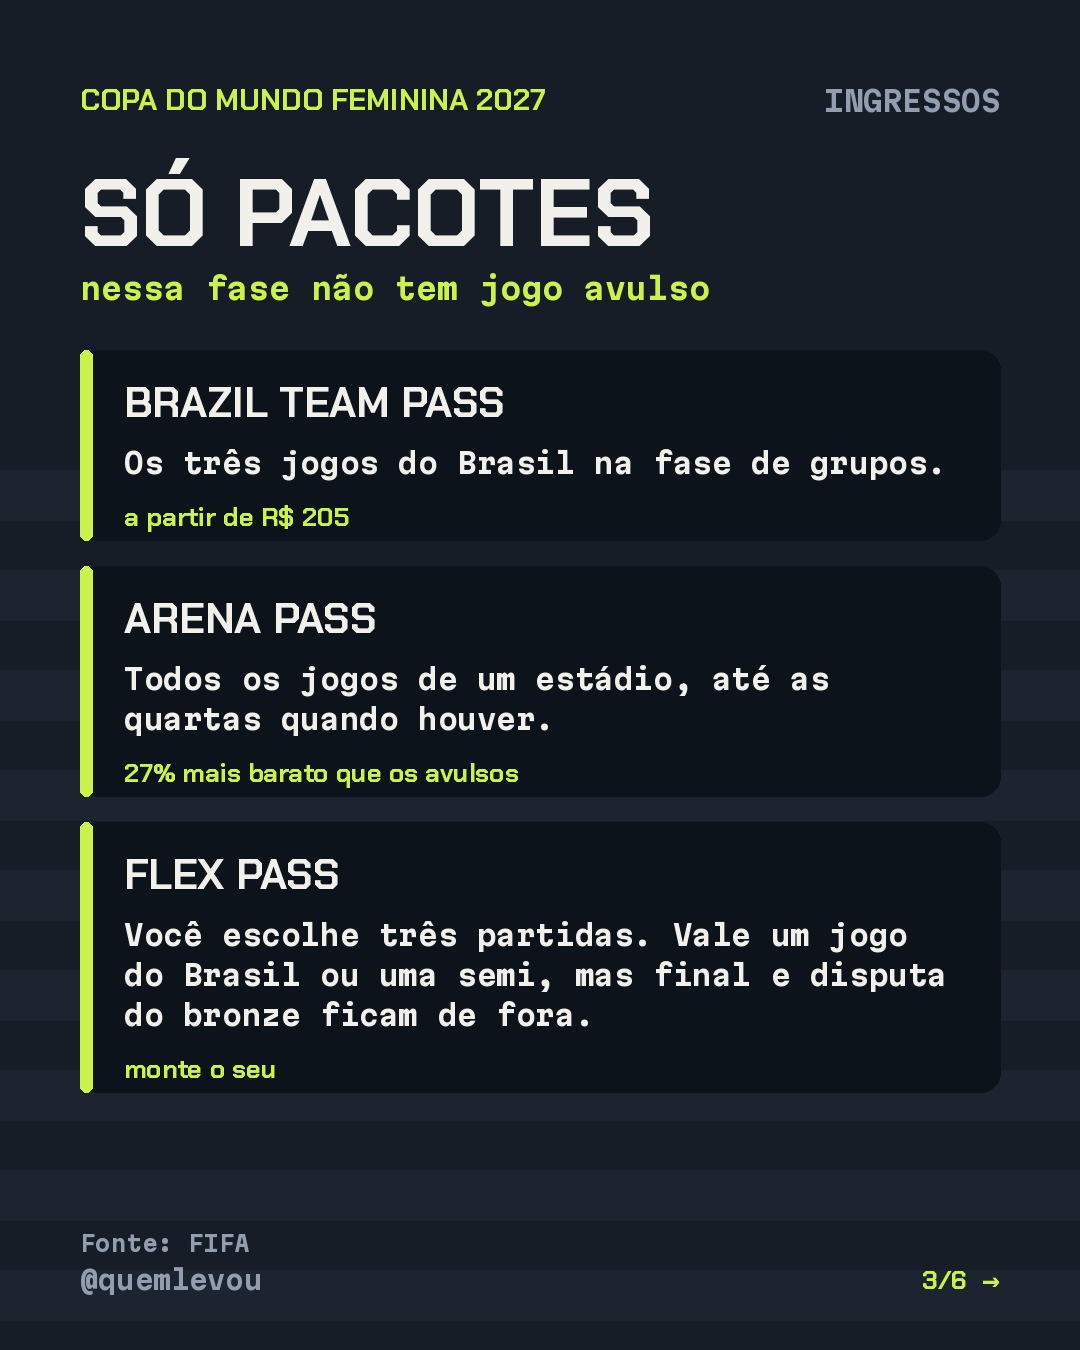 COPA DO MUNDO FEMININA 2027
INGRESSOS
SÓ PACOTES
nessa fase não tem jogo avulso
BRAZIL TEAM PASS
Os três jogos do Brasil na fase de grupos.
a partir de R$ 205
ARENA PASS
Todos os jogos de um estádio, até as
quartas quando houver.
27% mais barato que os avulsos
FLEX PASS
Você escolhe três partidas. Vale um jogo
do Brasil ou uma semi, mas final e disputa
do bronze ficam de fora.
monte o seu
Fonte: FIFA
@quemlevou
3/6 →